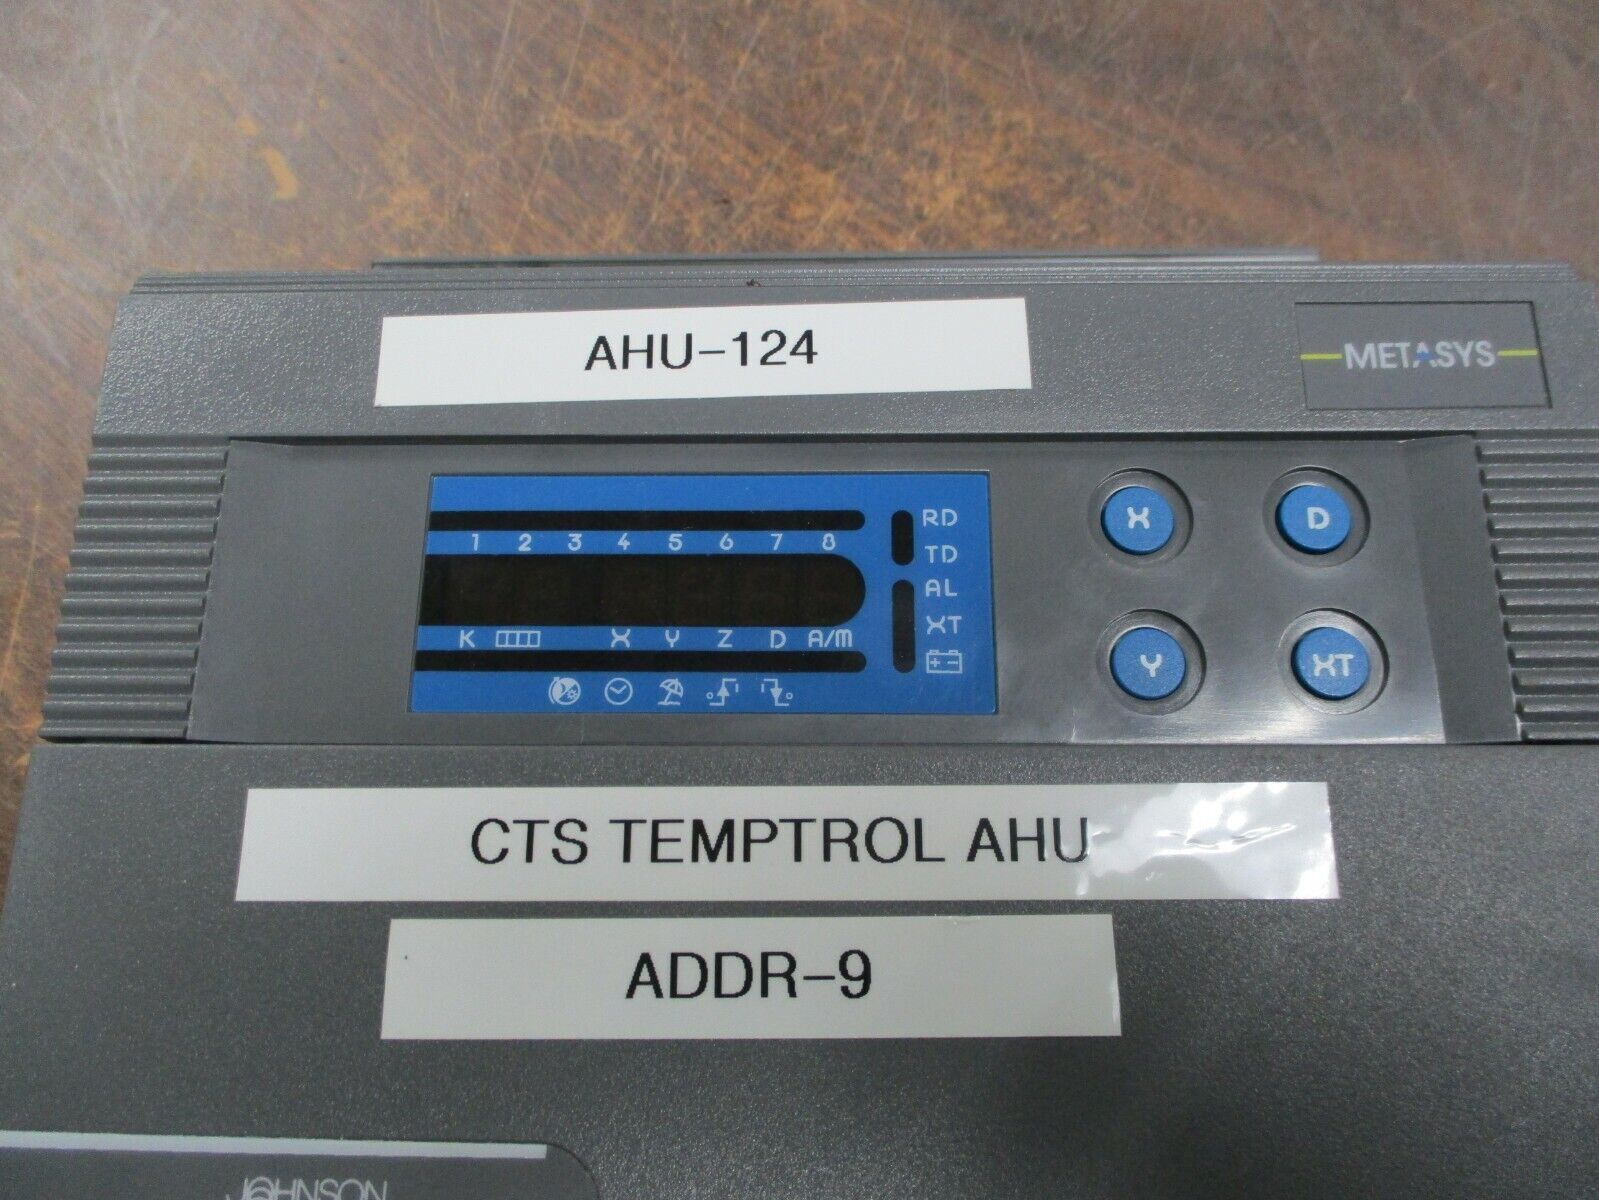 AHU-124
METASYS
RD
1 2 3 4 5 6 7 8
TD
AL
K X Y Z D A/M
XT
X D
Y XT
CTS TEMPTROL AHU
ADDR-9
JOHNSON